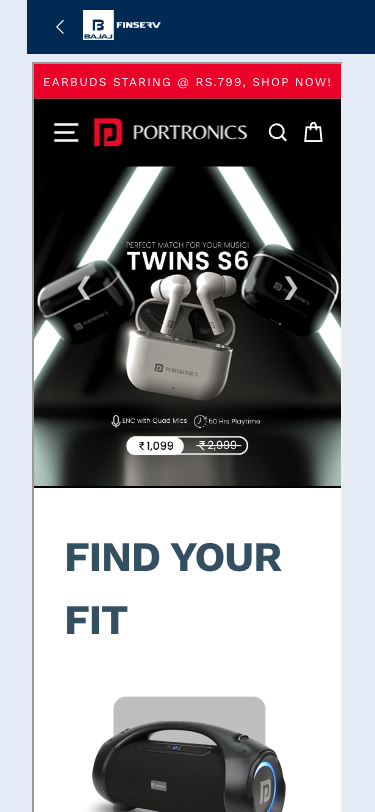 BAJAJ FINSERV
EARBUDS STARING @ RS.799, SHOP NOW!
PORTRONICS
PERFECT MATCH FOR YOUR MUSIC!
TWINS S6
PORTRONICS
ENC with Quad Mics 50 Hrs Playtime
₹1,099 ₹2,999
FIND YOUR
FIT